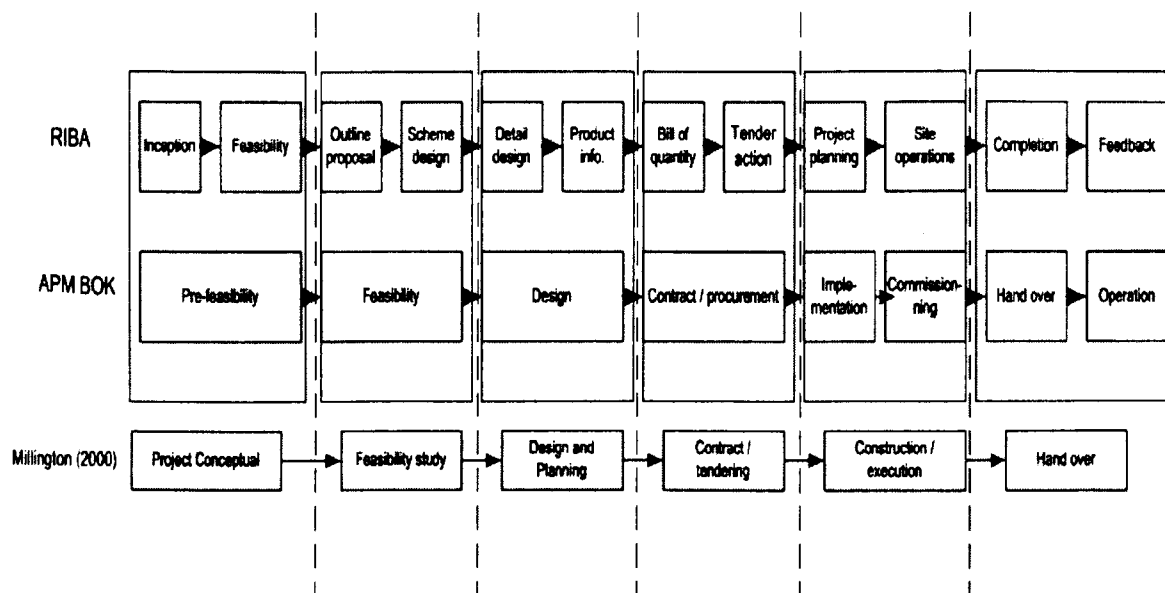 RIBA
Inception
Feasibility
Outline
proposal
Scheme
design
Detail
design
Product
info.
Bill of
quantity
Tender
action
Project
planning
Site
operations
Completion
Feedback
APM BOK
Pre-feasibility
Feasibility
Design
Contract / procurement
Imple-
mentation
Commission-
ning
Hand over
Operation
Millington (2000)
Project Conceptual
Feasibility study
Design and
Planning
Contract /
tendering
Construction /
execution
Hand over